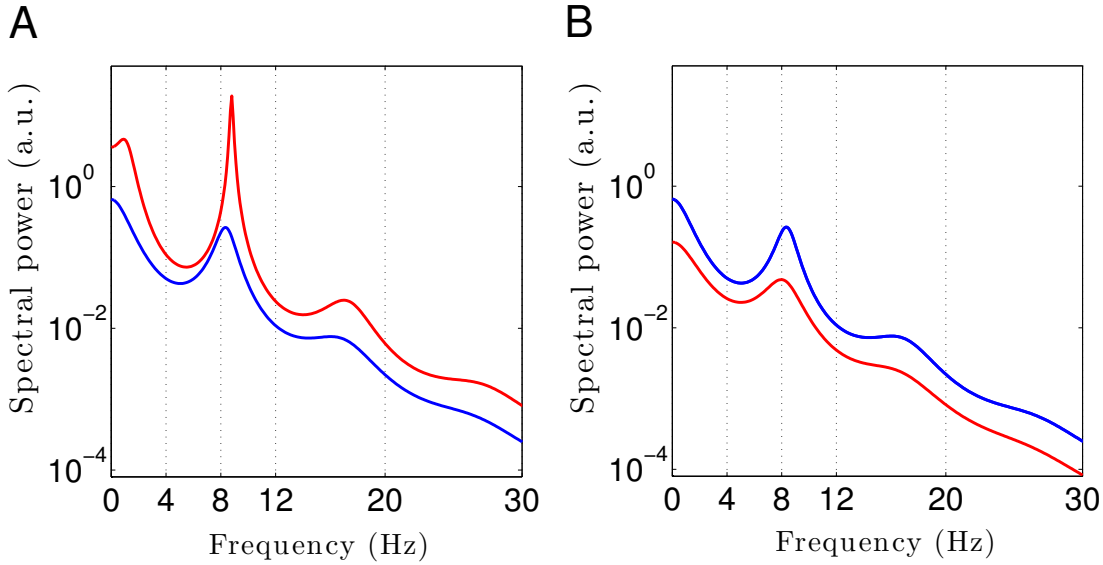 A
Spectral power (a.u.)
10^0
10^−2
10^−4
0 4 8 12 20 30
Frequency (Hz)
B
Spectral power (a.u.)
10^0
10^−2
10^−4
0 4 8 12 20 30
Frequency (Hz)